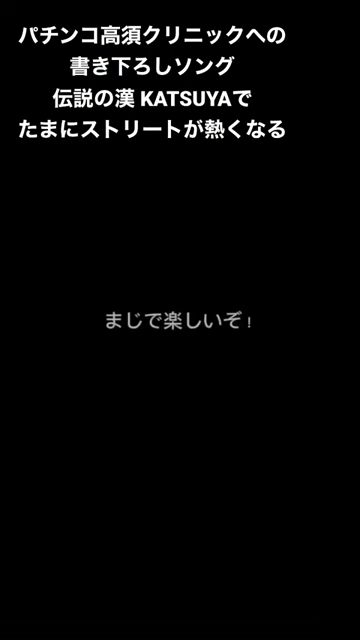 パチンコ高須クリニックへの
書き下ろしソング
伝説の漢 KATSUYAで
たまにストリートが熱くなる
まじで楽しいぞ!